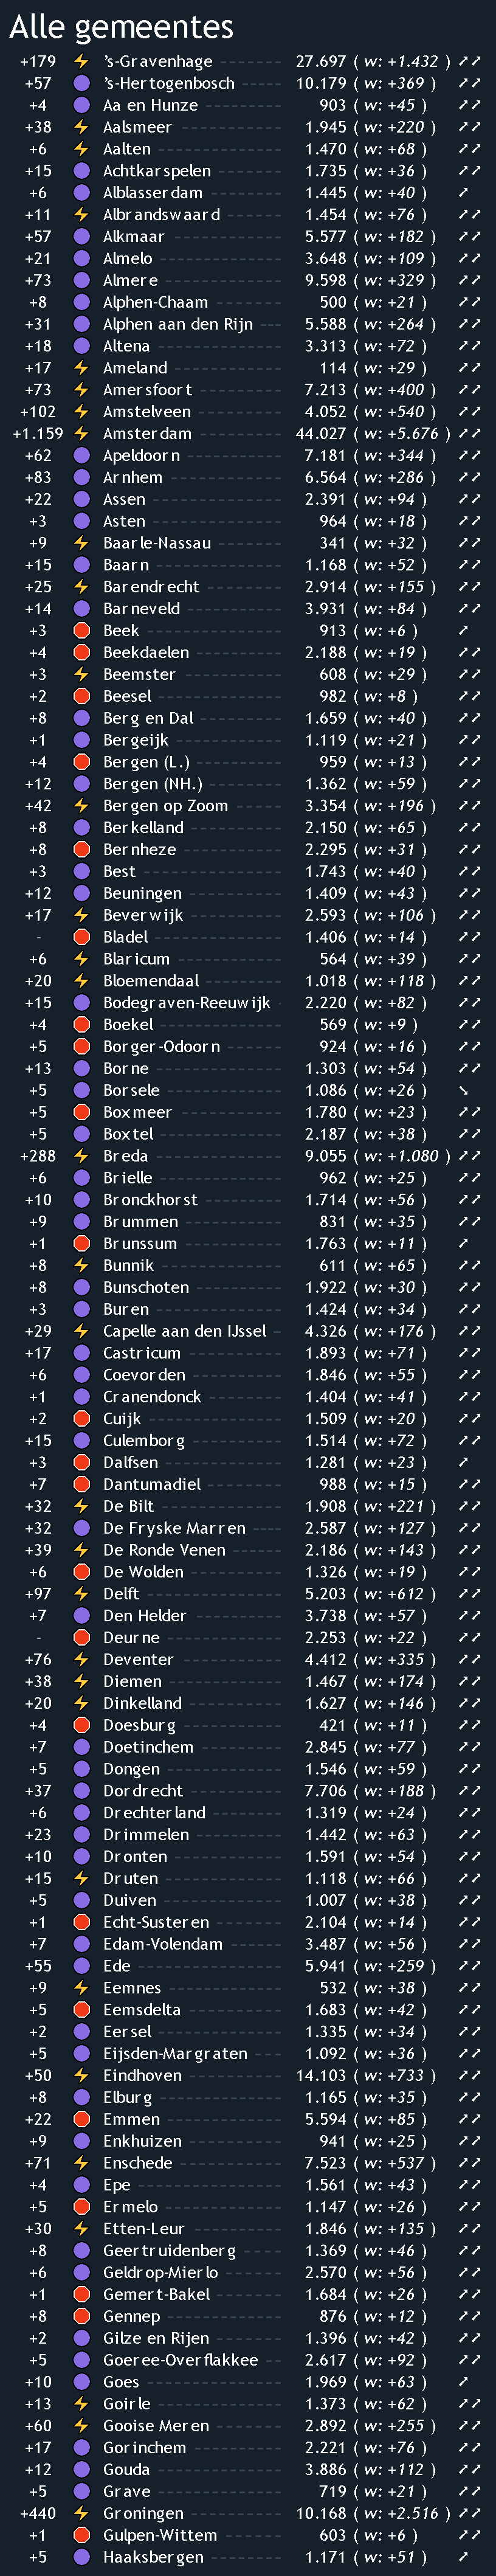 Alle gemeentes
+179 's-Gravenhage 27.697 ( w: +1.432 )
+57 's-Hertogenbosch 10.179 ( w: +369 )
+4 Aa en Hunze 903 ( w: +45 )
+38 Aalsmeer 1.945 ( w: +220 )
+6 Aalten 1.470 ( w: +68 )
+15 Achtkarspelen 1.735 ( w: +36 )
+6 Alblasserdam 1.445 ( w: +40 )
+11 Albrandswaard 1.454 ( w: +76 )
+57 Alkmaar 5.577 ( w: +182 )
+21 Almelo 3.648 ( w: +109 )
+73 Almere 9.598 ( w: +329 )
+8 Alphen-Chaam 500 ( w: +21 )
+31 Alphen aan den Rijn 5.588 ( w: +264 )
+18 Altena 3.313 ( w: +72 )
+17 Ameland 114 ( w: +29 )
+73 Amersfoort 7.213 ( w: +400 )
+102 Amstelveen 4.052 ( w: +540 )
+1.159 Amsterdam 44.027 ( w: +5.676 )
+62 Apeldoorn 7.181 ( w: +344 )
+83 Arnhem 6.564 ( w: +286 )
+22 Assen 2.391 ( w: +94 )
+3 Asten 964 ( w: +18 )
+9 Baarle-Nassau 341 ( w: +32 )
+15 Baarn 1.168 ( w: +52 )
+25 Barendrecht 2.914 ( w: +155 )
+14 Barneveld 3.931 ( w: +84 )
+3 Beek 913 ( w: +6 )
+4 Beekdaelen 2.188 ( w: +19 )
+3 Beemster 608 ( w: +29 )
+2 Beesel 982 ( w: +8 )
+8 Berg en Dal 1.659 ( w: +40 )
+1 Bergeijk 1.119 ( w: +21 )
+4 Bergen (L.) 959 ( w: +13 )
+12 Bergen (NH.) 1.362 ( w: +59 )
+42 Bergen op Zoom 3.354 ( w: +196 )
+8 Berkelland 2.150 ( w: +65 )
+8 Bernheze 2.295 ( w: +31 )
+3 Best 1.743 ( w: +40 )
+12 Beuningen 1.409 ( w: +43 )
+17 Beverwijk 2.593 ( w: +106 )
- Bladel 1.406 ( w: +14 )
+6 Blaricum 564 ( w: +39 )
+20 Bloemendaal 1.018 ( w: +118 )
+15 Bodegraven-Reeuwijk 2.220 ( w: +82 )
+4 Boekel 569 ( w: +9 )
+5 Borger-Odoorn 924 ( w: +16 )
+13 Borne 1.303 ( w: +54 )
+5 Borsele 1.086 ( w: +26 )
+5 Boxmeer 1.780 ( w: +23 )
+5 Boxtel 2.187 ( w: +38 )
+288 Breda 9.055 ( w: +1.080 )
+6 Brielle 962 ( w: +25 )
+10 Bronckhorst 1.714 ( w: +56 )
+9 Brummen 831 ( w: +35 )
+1 Brunssum 1.763 ( w: +11 )
+8 Bunnik 611 ( w: +65 )
+8 Bunschoten 1.922 ( w: +30 )
+3 Buren 1.424 ( w: +34 )
+29 Capelle aan den IJssel 4.326 ( w: +176 )
+17 Castricum 1.893 ( w: +71 )
+6 Coevorden 1.846 ( w: +55 )
+1 Cranendonck 1.404 ( w: +41 )
+2 Cuijk 1.509 ( w: +20 )
+15 Culemborg 1.514 ( w: +72 )
+3 Dalfsen 1.281 ( w: +23 )
+7 Dantumadiel 988 ( w: +15 )
+32 De Bilt 1.908 ( w: +221 )
+32 De Fryske Marren 2.587 ( w: +127 )
+39 De Ronde Venen 2.186 ( w: +143 )
+6 De Wolden 1.326 ( w: +19 )
+97 Delft 5.203 ( w: +612 )
+7 Den Helder 3.738 ( w: +57 )
- Deurne 2.253 ( w: +22 )
+76 Deventer 4.412 ( w: +335 )
+38 Diemen 1.467 ( w: +174 )
+20 Dinkelland 1.627 ( w: +146 )
+4 Doesburg 421 ( w: +11 )
+7 Doetinchem 2.845 ( w: +77 )
+5 Dongen 1.546 ( w: +59 )
+37 Dordrecht 7.706 ( w: +188 )
+6 Drechterland 1.319 ( w: +24 )
+23 Drimmelen 1.442 ( w: +63 )
+10 Dronten 1.591 ( w: +54 )
+15 Druten 1.118 ( w: +66 )
+5 Duiven 1.007 ( w: +38 )
+1 Echt-Susteren 2.104 ( w: +14 )
+7 Edam-Volendam 3.487 ( w: +56 )
+55 Ede 5.941 ( w: +259 )
+9 Eemnes 532 ( w: +38 )
+5 Eemsdelta 1.683 ( w: +42 )
+2 Eersel 1.335 ( w: +34 )
+5 Eijsden-Margraten 1.092 ( w: +36 )
+50 Eindhoven 14.103 ( w: +733 )
+8 Elburg 1.165 ( w: +35 )
+22 Emmen 5.594 ( w: +85 )
+9 Enkhuizen 941 ( w: +25 )
+71 Enschede 7.523 ( w: +537 )
+4 Epe 1.561 ( w: +43 )
+5 Ermelo 1.147 ( w: +26 )
+30 Etten-Leur 1.846 ( w: +135 )
+8 Geertruidenberg 1.369 ( w: +46 )
+6 Geldrop-Mierlo 2.570 ( w: +56 )
+1 Gemert-Bakel 1.684 ( w: +26 )
+8 Gennep 876 ( w: +12 )
+2 Gilze en Rijen 1.396 ( w: +42 )
+5 Goeree-Overflakkee 2.617 ( w: +92 )
+10 Goes 1.969 ( w: +63 )
+13 Goirle 1.373 ( w: +62 )
+60 Gooise Meren 2.892 ( w: +255 )
+17 Gorinchem 2.221 ( w: +76 )
+12 Gouda 3.886 ( w: +112 )
+5 Grave 719 ( w: +21 )
+440 Groningen 10.168 ( w: +2.516 )
+1 Gulpen-Wittem 603 ( w: +6 )
+5 Haaksbergen 1.171 ( w: +51 )